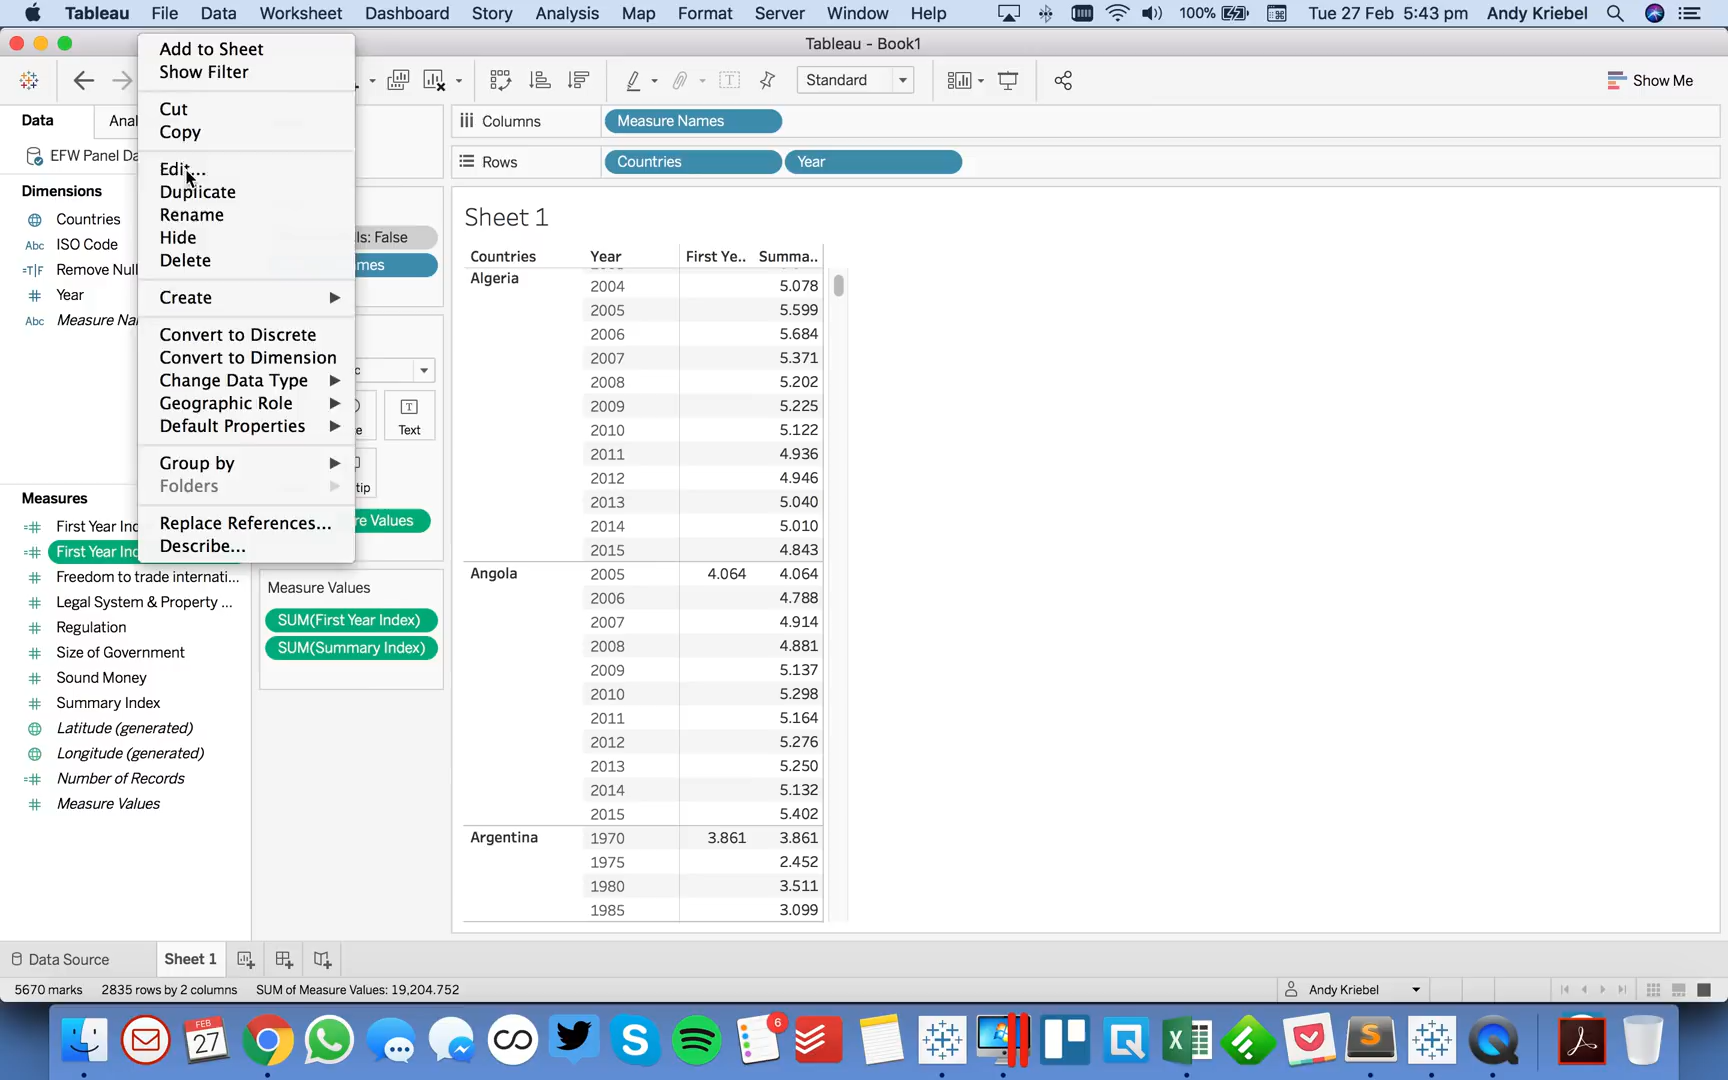 Tableau File Data Worksheet Dashboard Story Analysis Map Format Server Window Help 100% Tue 27 Feb 5:43 pm Andy Kriebel
Tableau - Book1
Standard Show Me
Add to Sheet
Show Filter
Cut
Copy
Edit...
Duplicate
Rename
Hide
Delete
Create
Convert to Discrete
Convert to Dimension
Change Data Type
Geographic Role
Default Properties
Group by
Folders
Replace References...
Describe...
Data
EFW Panel Da
Dimensions
Countries
Abc ISO Code
=T|F Remove Null
Year
Abc Measure Na
Measures
First Year Ind
First Year Ind
Freedom to trade internati...
Legal System & Property ...
Regulation
Size of Government
Sound Money
Summary Index
Latitude (generated)
Longitude (generated)
Number of Records
Measure Values
ls: False
mes
Text
tip
re Values
Measure Values
SUM(First Year Index)
SUM(Summary Index)
Columns Measure Names
Rows Countries Year
Sheet 1
Countries Year First Ye.. Summa..
Algeria
2004 5.078
2005 5.599
2006 5.684
2007 5.371
2008 5.202
2009 5.225
2010 5.122
2011 4.936
2012 4.946
2013 5.040
2014 5.010
2015 4.843
Angola 2005 4.064 4.064
2006 4.788
2007 4.914
2008 4.881
2009 5.137
2010 5.298
2011 5.164
2012 5.276
2013 5.250
2014 5.132
2015 5.402
Argentina 1970 3.861 3.861
1975 2.452
1980 3.511
1985 3.099
Data Source Sheet 1
5670 marks 2835 rows by 2 columns SUM of Measure Values: 19,204.752 Andy Kriebel
FEB
27
6